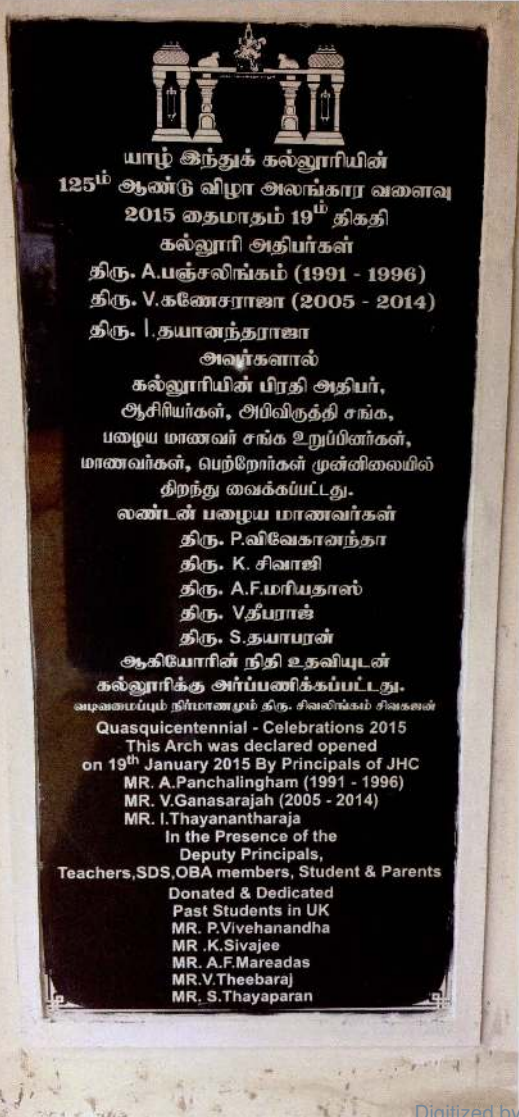 யாழ் இந்துக் கல்லூரியின்
125ம் ஆண்டு விழா அலங்கார வளைவு
2015 தைமாதம் 19ம் திகதி
கல்லூரி அதிபர்கள்
திரு. A.பஞ்சலிங்கம் (1991 - 1996)
திரு. V.கணேசராஜா (2005 - 2014)
திரு. I.தயானந்தராஜா
அவர்களால்
கல்லூரியின் பிரதி அதிபர்,
ஆசிரியர்கள், அபிவிருத்தி சங்க,
பழைய மாணவர் சங்க உறுப்பினர்கள்,
மாணவர்கள், பெற்றோர்கள் முன்னிலையில்
திறந்து வைக்கப்பட்டது.
லண்டன் பழைய மாணவர்கள்
திரு. P.விவேகானந்தா
திரு. K. சிவாஜி
திரு. A.F.மரியதாஸ்
திரு. V.தீபராஜ்
திரு. S.தயாபரன்
ஆகியோரின் நிதி உதவியுடன்
கல்லூரிக்கு அர்ப்பணிக்கப்பட்டது.
வடிவமைப்பும் நிர்மாணமும் திரு. சிவலிங்கம் சிவகஜன்
Quasquicentennial - Celebrations 2015
This Arch was declared opened
on 19th January 2015 By Principals of JHC
MR. A.Panchalingham (1991 - 1996)
MR. V.Ganasarajah (2005 - 2014)
MR. I.Thayanantharaja
In the Presence of the
Deputy Principals,
Teachers,SDS,OBA members, Student & Parents
Donated & Dedicated
Past Students in UK
MR. P.Vivehanandha
MR .K.Sivajee
MR. A.F.Mareadas
MR.V.Theebaraj
MR. S.Thayaparan
Digitized by